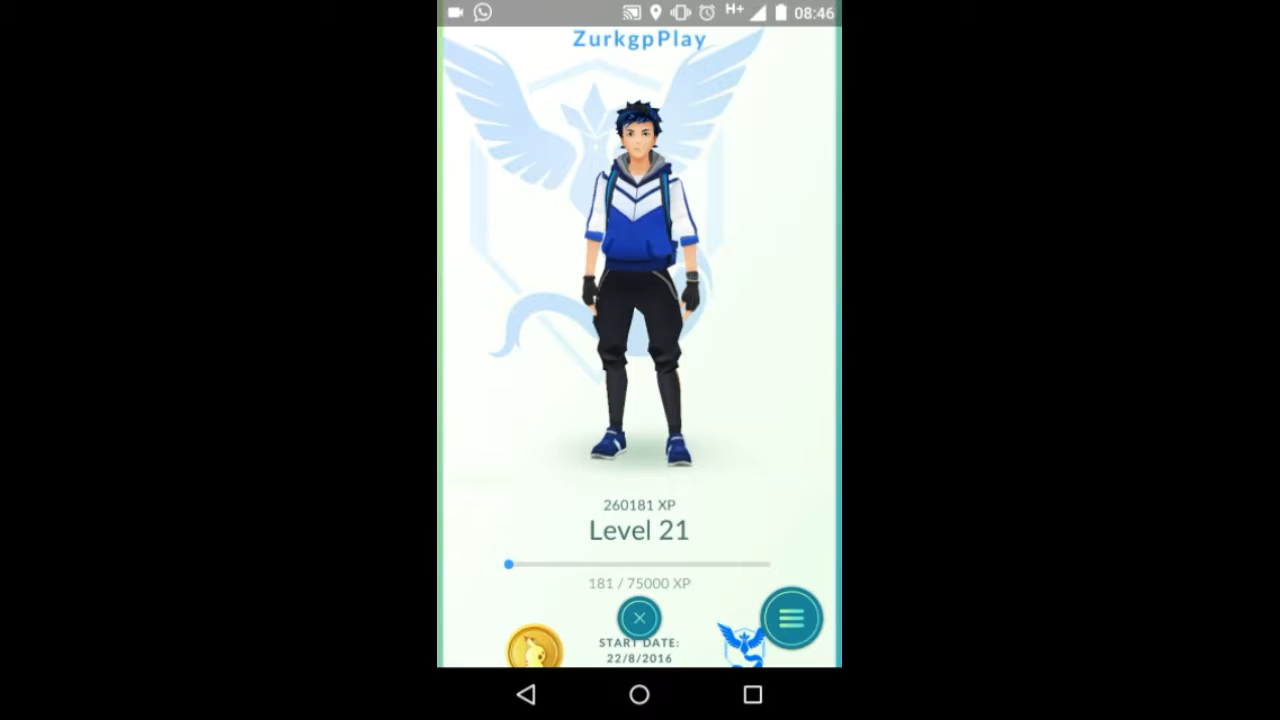 H+ 08:46
ZurkgpPlay
260181 XP
Level 21
181 / 75000 XP
START DATE:
22/8/2016